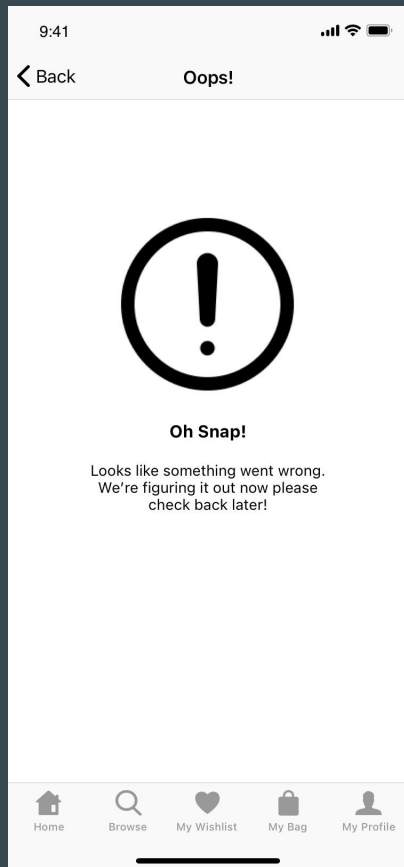 9:41
Back
Oops!
Oh Snap!
Looks like something went wrong.
We're figuring it out now please
check back later!
Home
Browse
My Wishlist
My Bag
My Profile